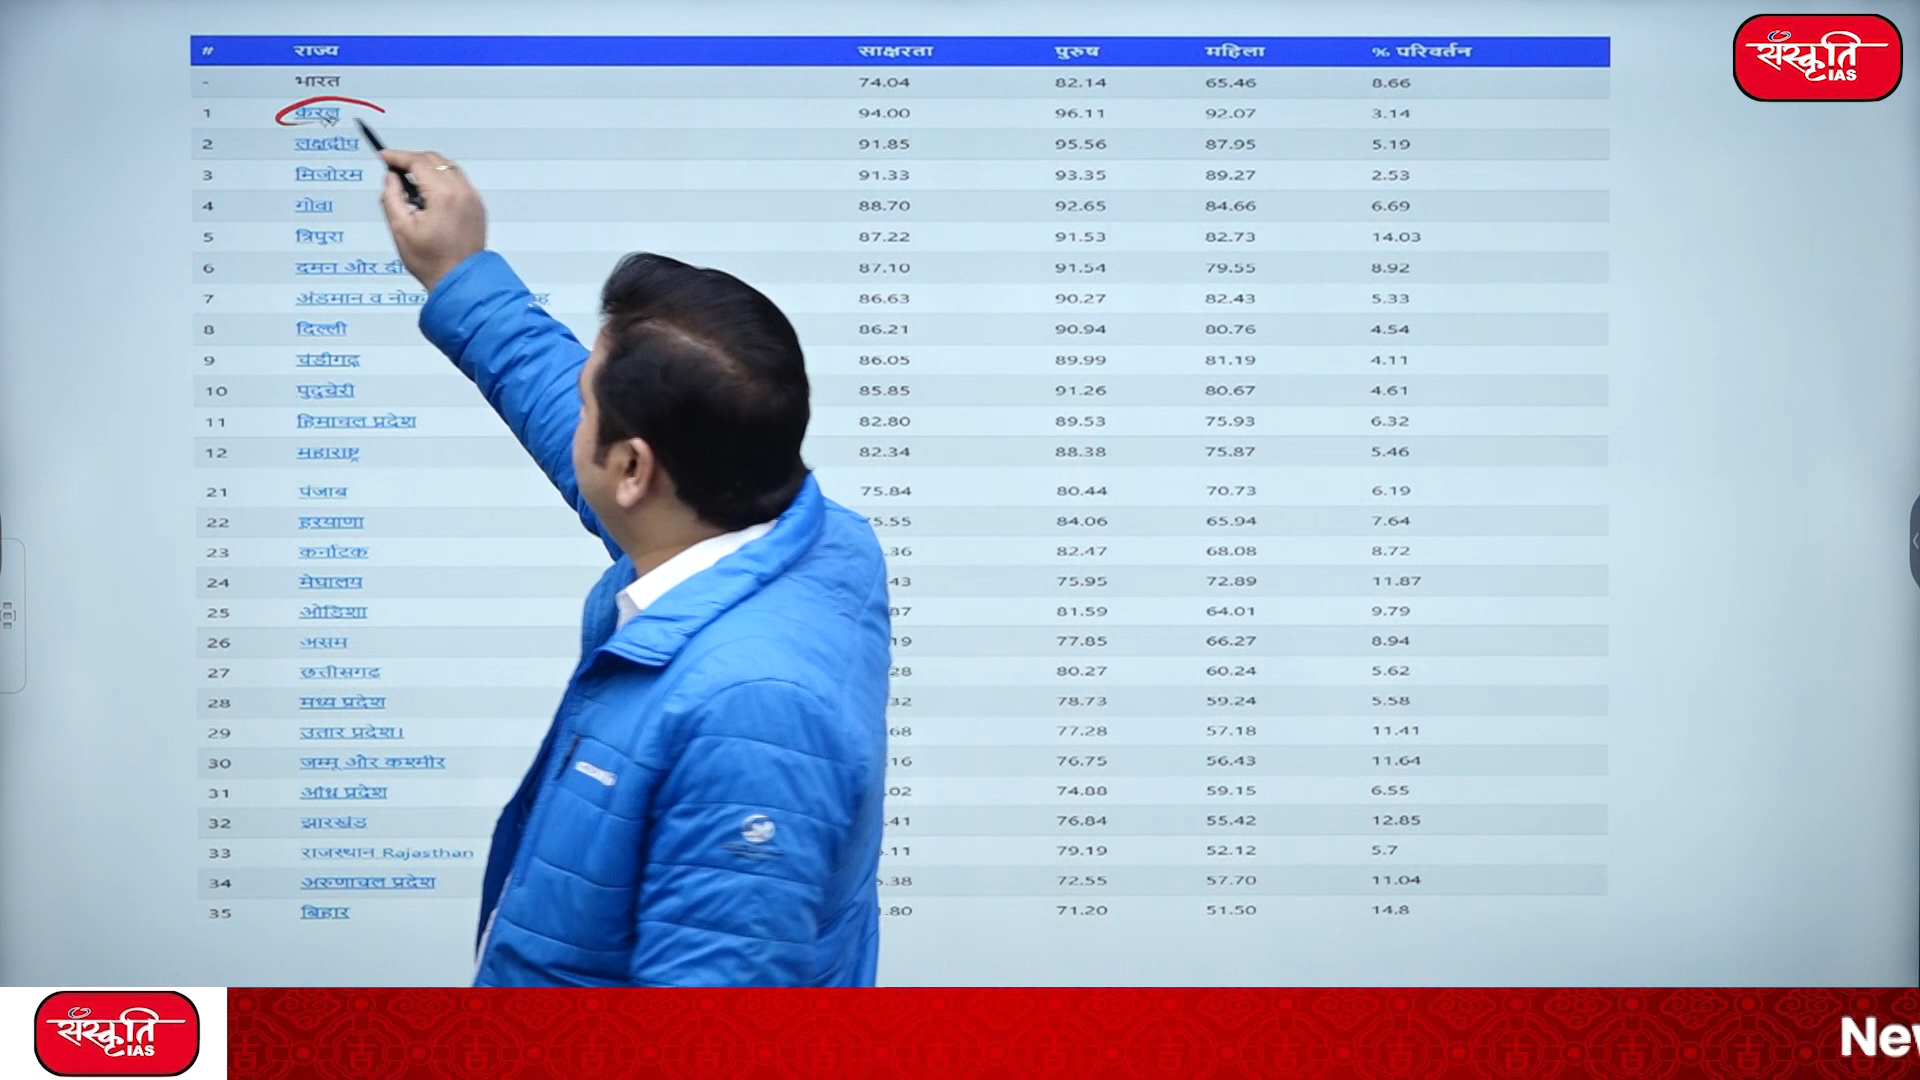 # राज्य साक्षरता पुरुष महिला % परिवर्तन
- भारत 74.04 82.14 65.46 8.66
1 केरल 94.00 96.11 92.07 3.14
2 लक्षदीप 91.85 95.56 87.95 5.19
3 मिजोरम 91.33 93.35 89.27 2.53
4 गोवा 88.70 92.65 84.66 6.69
5 त्रिपुरा 87.22 91.53 82.73 14.03
6 दमन और दी 87.10 91.54 79.55 8.92
7 अंडमान व 86.63 90.27 82.43 5.33
8 दिल्ली 86.21 90.94 80.76 4.54
9 चंडीगढ़ 86.05 89.99 81.19 4.11
10 पुदुचेरी 85.85 91.26 80.67 4.61
11 हिमाचल प्रदेश 82.80 89.53 75.93 6.32
12 महाराष्ट्र 82.34 88.38 75.87 5.46
21 पंजाब 75.84 80.44 70.73 6.19
22 हरयाणा 5.55 84.06 65.94 7.64
23 कर्नाटक .36 82.47 68.08 8.72
24 मेघालय 43 75.95 72.89 11.87
25 ओडिशा 87 81.59 64.01 9.79
26 असम 19 77.85 66.27 8.94
27 छत्तीसगढ़ 28 80.27 60.24 5.62
28 मध्य प्रदेश 32 78.73 59.24 5.58
29 उतार प्रदेश। 68 77.28 57.18 11.41
30 जम्मू और कश्मीर .16 76.75 56.43 11.64
31 आंध्र प्रदेश .02 74.88 59.15 6.55
32 झारखंड .41 76.84 55.42 12.85
33 राजस्थान Rajasthan .11 79.19 52.12 5.7
34 अरुणाचल प्रदेश .38 72.55 57.70 11.04
35 बिहार .80 71.20 51.50 14.8
संस्कृति
IAS
संस्कृति
IAS